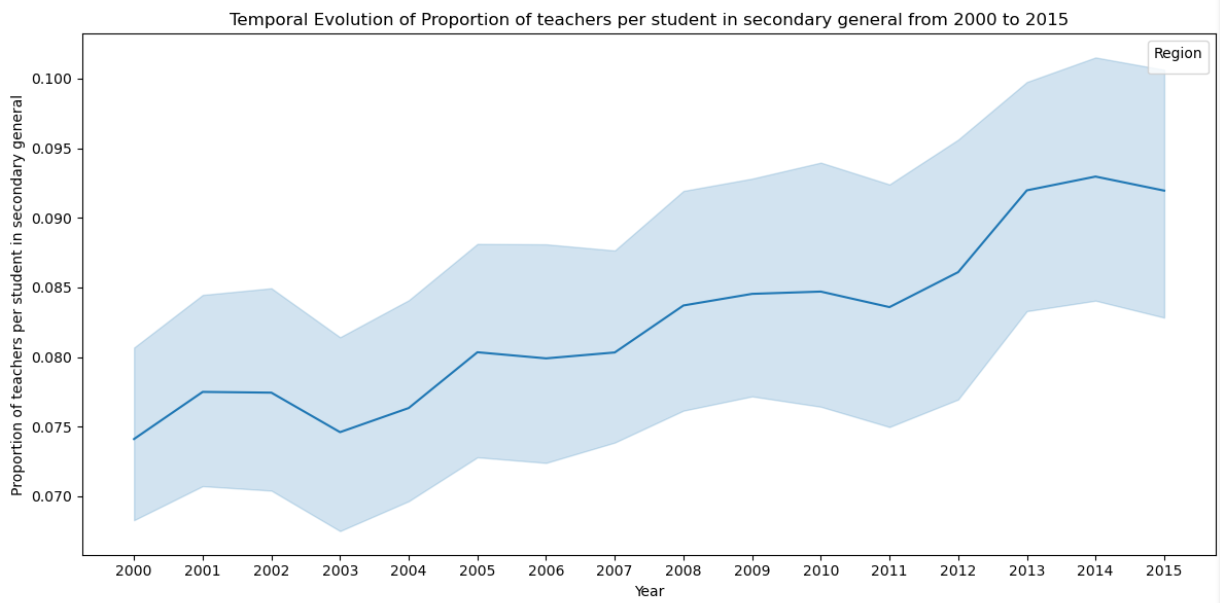 Temporal Evolution of Proportion of teachers per student in secondary general from 2000 to 2015
Region
Proportion of teachers per student in secondary general
0.100
0.095
0.090
0.085
0.080
0.075
0.070
2000 2001 2002 2003 2004 2005 2006 2007 2008 2009 2010 2011 2012 2013 2014 2015
Year